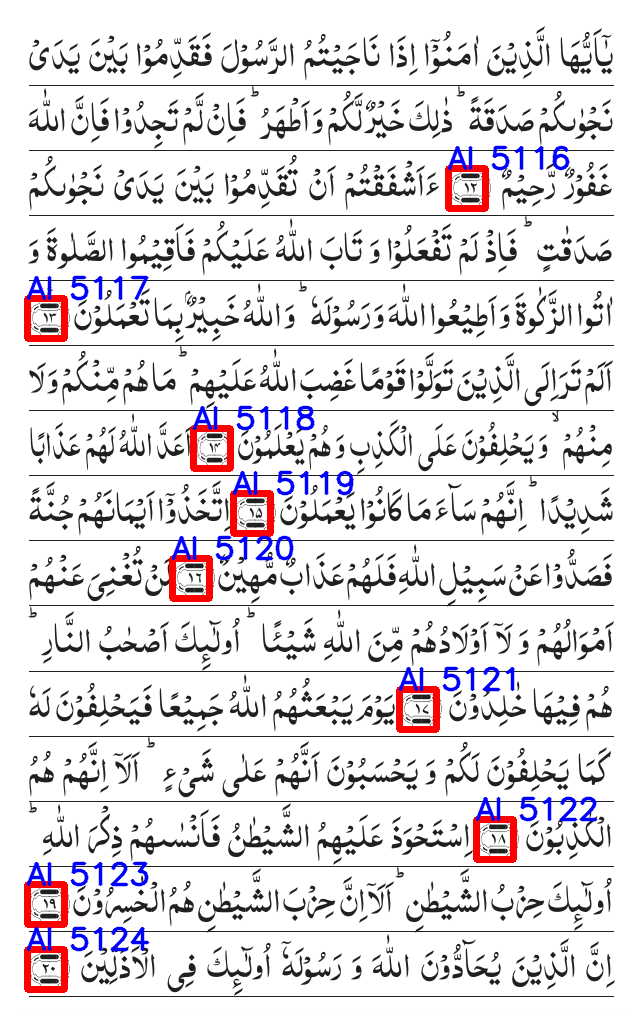 يٰۤاَيُّهَا الَّذِيْنَ اٰمَنُوْۤا اِذَا نَاجَيْتُمُ الرَّسُوْلَ فَقَدِّمُوْا بَيْنَ يَدَىْ
نَجْوٰىكُمْ صَدَقَةً ؕ ذٰلِكَ خَيْرٌ لَّكُمْ وَ اَطْهَرُ ؕ فَاِنْ لَّمْ تَجِدُوْا فَاِنَّ اللّٰهَ
AI 5116
غَفُوْرٌ رَّحِيْمٌ ١٢ ءَاَشْفَقْتُمْ اَنْ تُقَدِّمُوْا بَيْنَ يَدَىْ نَجْوٰىكُمْ
صَدَقٰتٍ ؕ فَاِذْ لَمْ تَفْعَلُوْا وَ تَابَ اللّٰهُ عَلَيْكُمْ فَاَقِيْمُوا الصَّلٰوةَ وَ
AI 5117
اٰتُوا الزَّكٰوةَ وَ اَطِيْعُوا اللّٰهَ وَ رَسُوْلَهٗ ؕ وَ اللّٰهُ خَبِيْرٌۢ بِمَا تَعْمَلُوْنَ ١٣
اَلَمْ تَرَ اِلَى الَّذِيْنَ تَوَلَّوْا قَوْمًا غَضِبَ اللّٰهُ عَلَيْهِمْ ؕ مَا هُمْ مِّنْكُمْ وَ لَا
AI 5118
مِنْهُمْ ۙ وَ يَحْلِفُوْنَ عَلَى الْكَذِبِ وَ هُمْ يَعْلَمُوْنَ ١٤ اَعَدَّ اللّٰهُ لَهُمْ عَذَابًا
AI 5119
شَدِيْدًا ؕ اِنَّهُمْ سَآءَ مَا كَانُوْا يَعْمَلُوْنَ ١٥ اِتَّخَذُوْۤا اَيْمَانَهُمْ جُنَّةً
AI 5120
فَصَدُّوْا عَنْ سَبِيْلِ اللّٰهِ فَلَهُمْ عَذَابٌ مُّهِيْنٌ ١٦ لَنْ تُغْنِىَ عَنْهُمْ
اَمْوَالُهُمْ وَ لَاۤ اَوْلَادُهُمْ مِّنَ اللّٰهِ شَيْـًٔا ؕ اُولٰٓئِكَ اَصْحٰبُ النَّارِ ؕ
AI 5121
هُمْ فِيْهَا خٰلِدُوْنَ ١٧ يَوْمَ يَبْعَثُهُمُ اللّٰهُ جَمِيْعًا فَيَحْلِفُوْنَ لَهٗ
كَمَا يَحْلِفُوْنَ لَكُمْ وَ يَحْسَبُوْنَ اَنَّهُمْ عَلٰى شَىْءٍ ؕ اَلَاۤ اِنَّهُمْ هُمُ
AI 5122
الْكٰذِبُوْنَ ١٨ اِسْتَحْوَذَ عَلَيْهِمُ الشَّيْطٰنُ فَاَنْسٰىهُمْ ذِكْرَ اللّٰهِ ؕ
AI 5123
اُولٰٓئِكَ حِزْبُ الشَّيْطٰنِ ؕ اَلَاۤ اِنَّ حِزْبَ الشَّيْطٰنِ هُمُ الْخٰسِرُوْنَ ١٩
AI 5124
اِنَّ الَّذِيْنَ يُحَآدُّوْنَ اللّٰهَ وَ رَسُوْلَهٗۤ اُولٰٓئِكَ فِى الْاَذَلِّيْنَ ٢٠